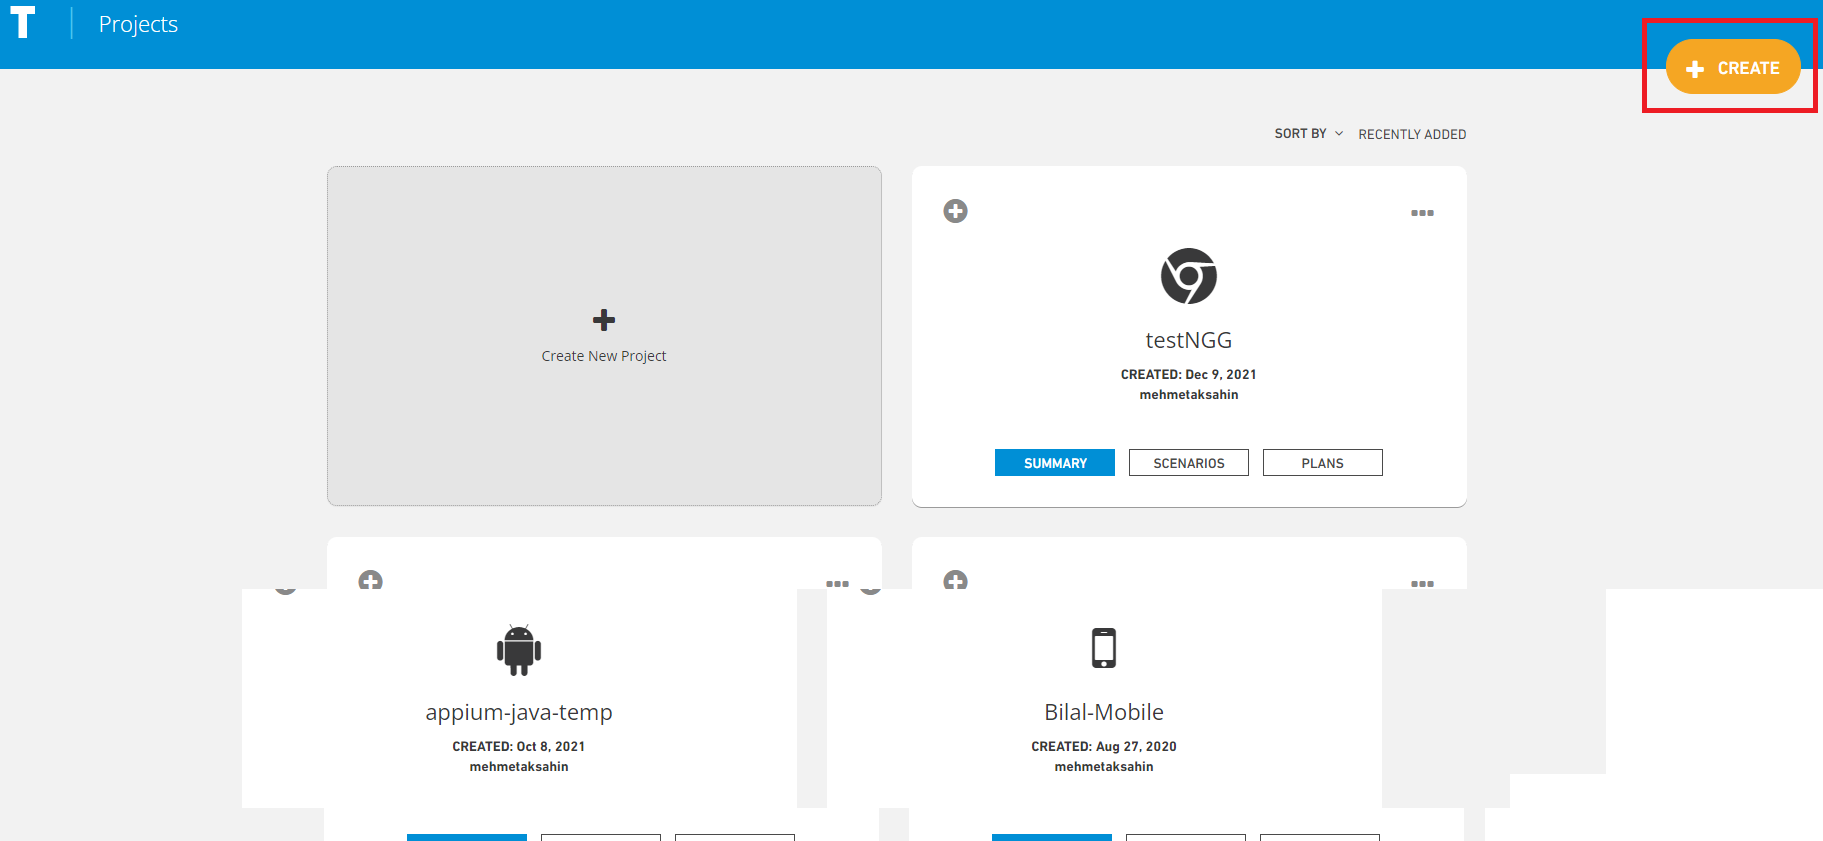 T
Projects
CREATE
SORT BY RECENTLY ADDED
Create New Project
testNGG
CREATED: Dec 9, 2021
mehmetaksahin
SUMMARY SCENARIOS PLANS
appium-java-temp
CREATED: Oct 8, 2021
mehmetaksahin
Bilal-Mobile
CREATED: Aug 27, 2020
mehmetaksahin